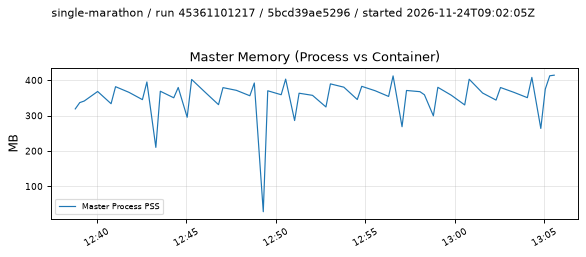 single-marathon / run 45361101217 / 5bcd39ae5296 / started 2026-11-24T09:02:05Z
Master Memory (Process vs Container)
MB
400
300
200
100
Master Process PSS
12:40
12:45
12:50
12:55
13:00
13:05